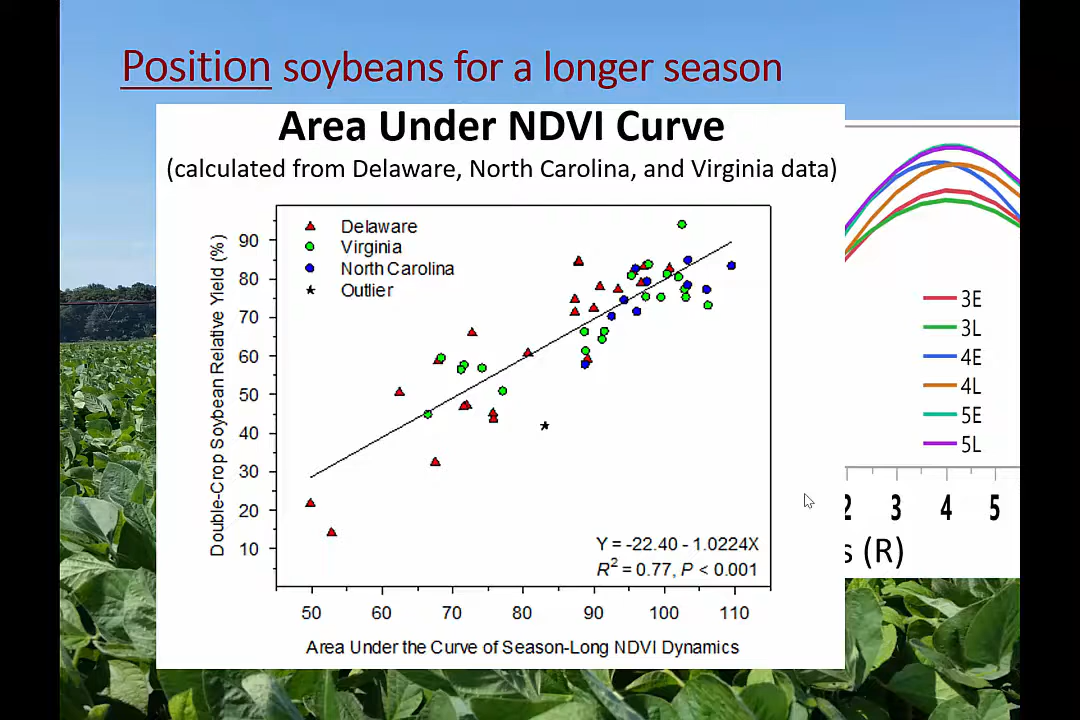 Position soybeans for a longer season
Area Under NDVI Curve
(calculated from Delaware, North Carolina, and Virginia data)
Delaware
Virginia
North Carolina
Outlier
Double-Crop Soybean Relative Yield (%)
90
80
70
60
50
40
30
20
10
Y = -22.40 - 1.0224X
R² = 0.77, P < 0.001
50 60 70 80 90 100 110
Area Under the Curve of Season-Long NDVI Dynamics
3E
3L
4E
4L
5E
5L
2 3 4 5
s (R)